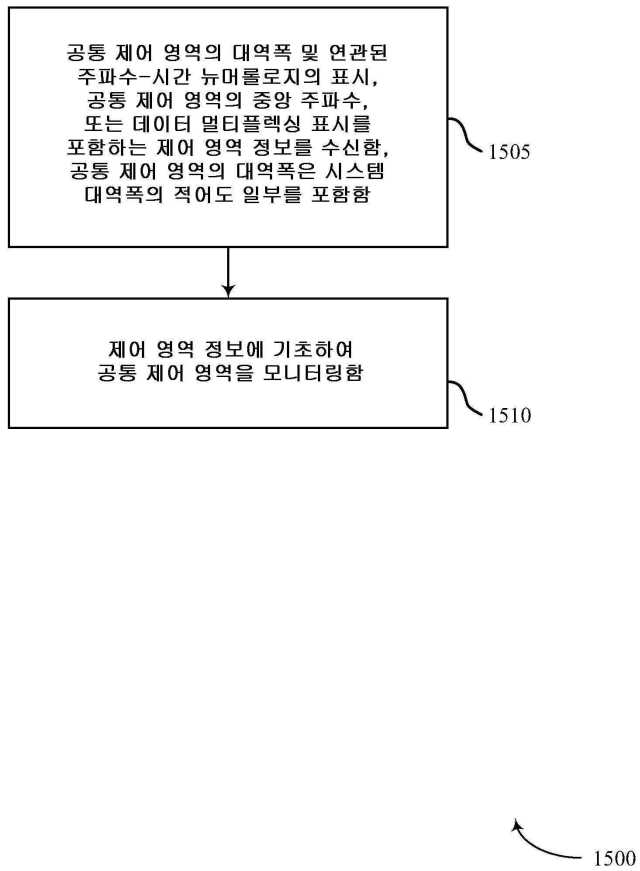 공통 제어 영역의 대역폭 및 연관된
주파수-시간 뉴머롤로지의 표시,
공통 제어 영역의 중앙 주파수,
또는 데이터 멀티플렉싱 표시를
포함하는 제어 영역 정보를 수신함,
공통 제어 영역의 대역폭은 시스템
대역폭의 적어도 일부를 포함함
1505
제어 영역 정보에 기초하여
공통 제어 영역을 모니터링함
1510
1500